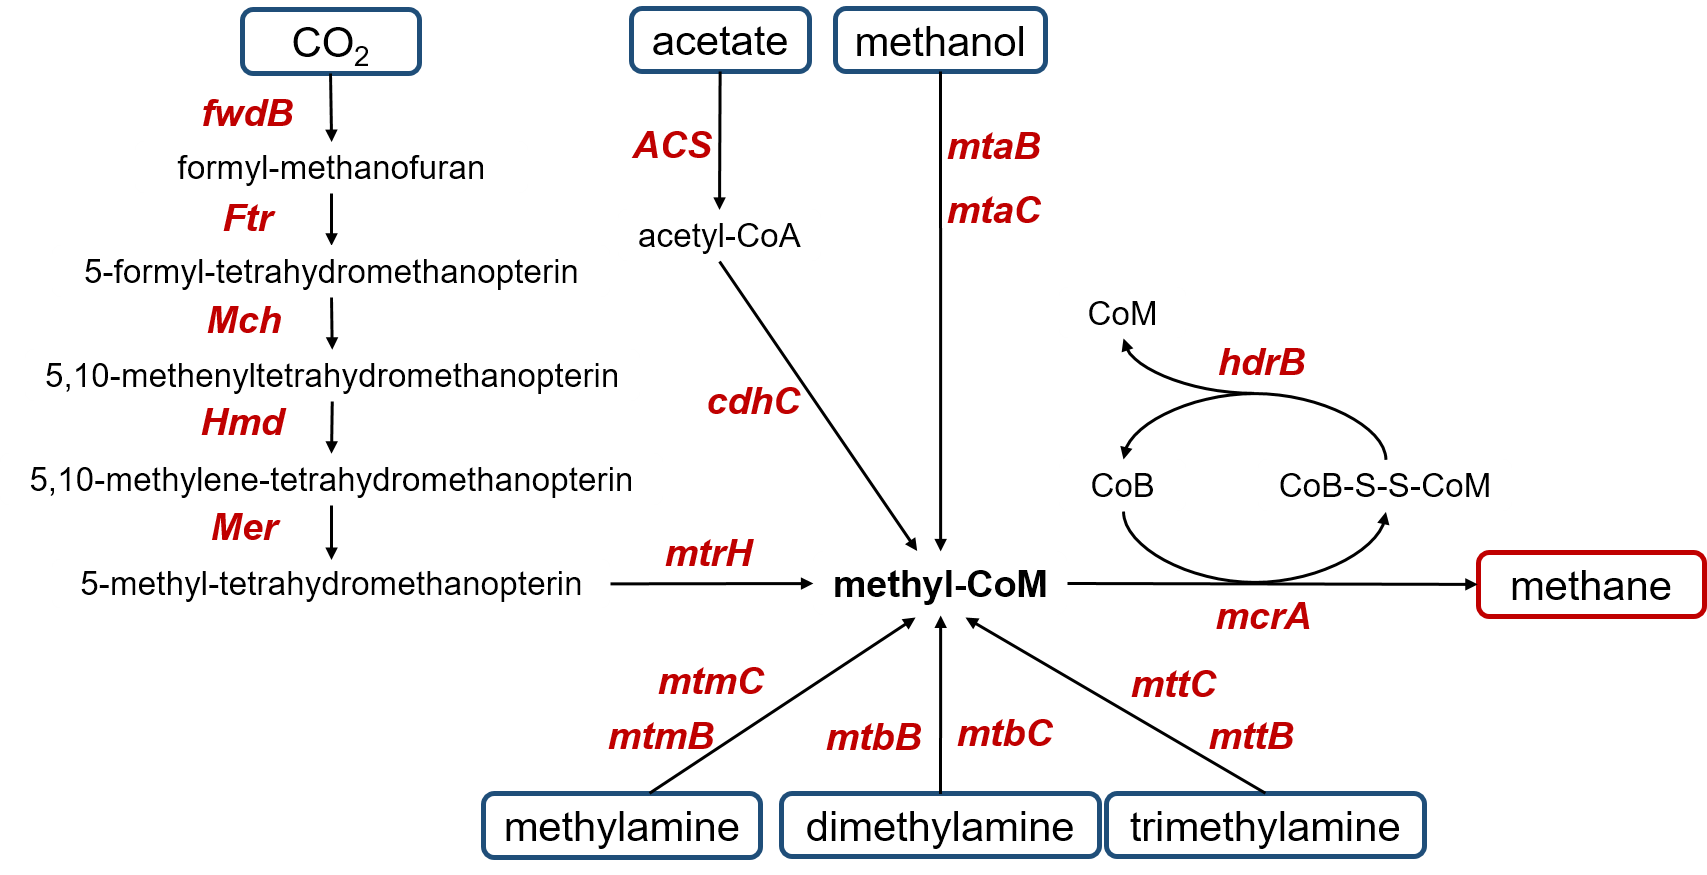 CO2
acetate
methanol
fwdB
formyl-methanofuran
ACS
mtaB
Ftr
mtaC
acetyl-CoA
5-formyl-tetrahydromethanopterin
Mch
CoM
hdrB
5,10-methenyltetrahydromethanopterin
cdhC
Hmd
5,10-methylene-tetrahydromethanopterin
CoB
CoB-S-S-CoM
Mer
mtrH
5-methyl-tetrahydromethanopterin
methyl-CoM
methane
mcrA
mtmC
mttC
mtmB
mtbB
mtbC
mttB
methylamine
dimethylamine
trimethylamine